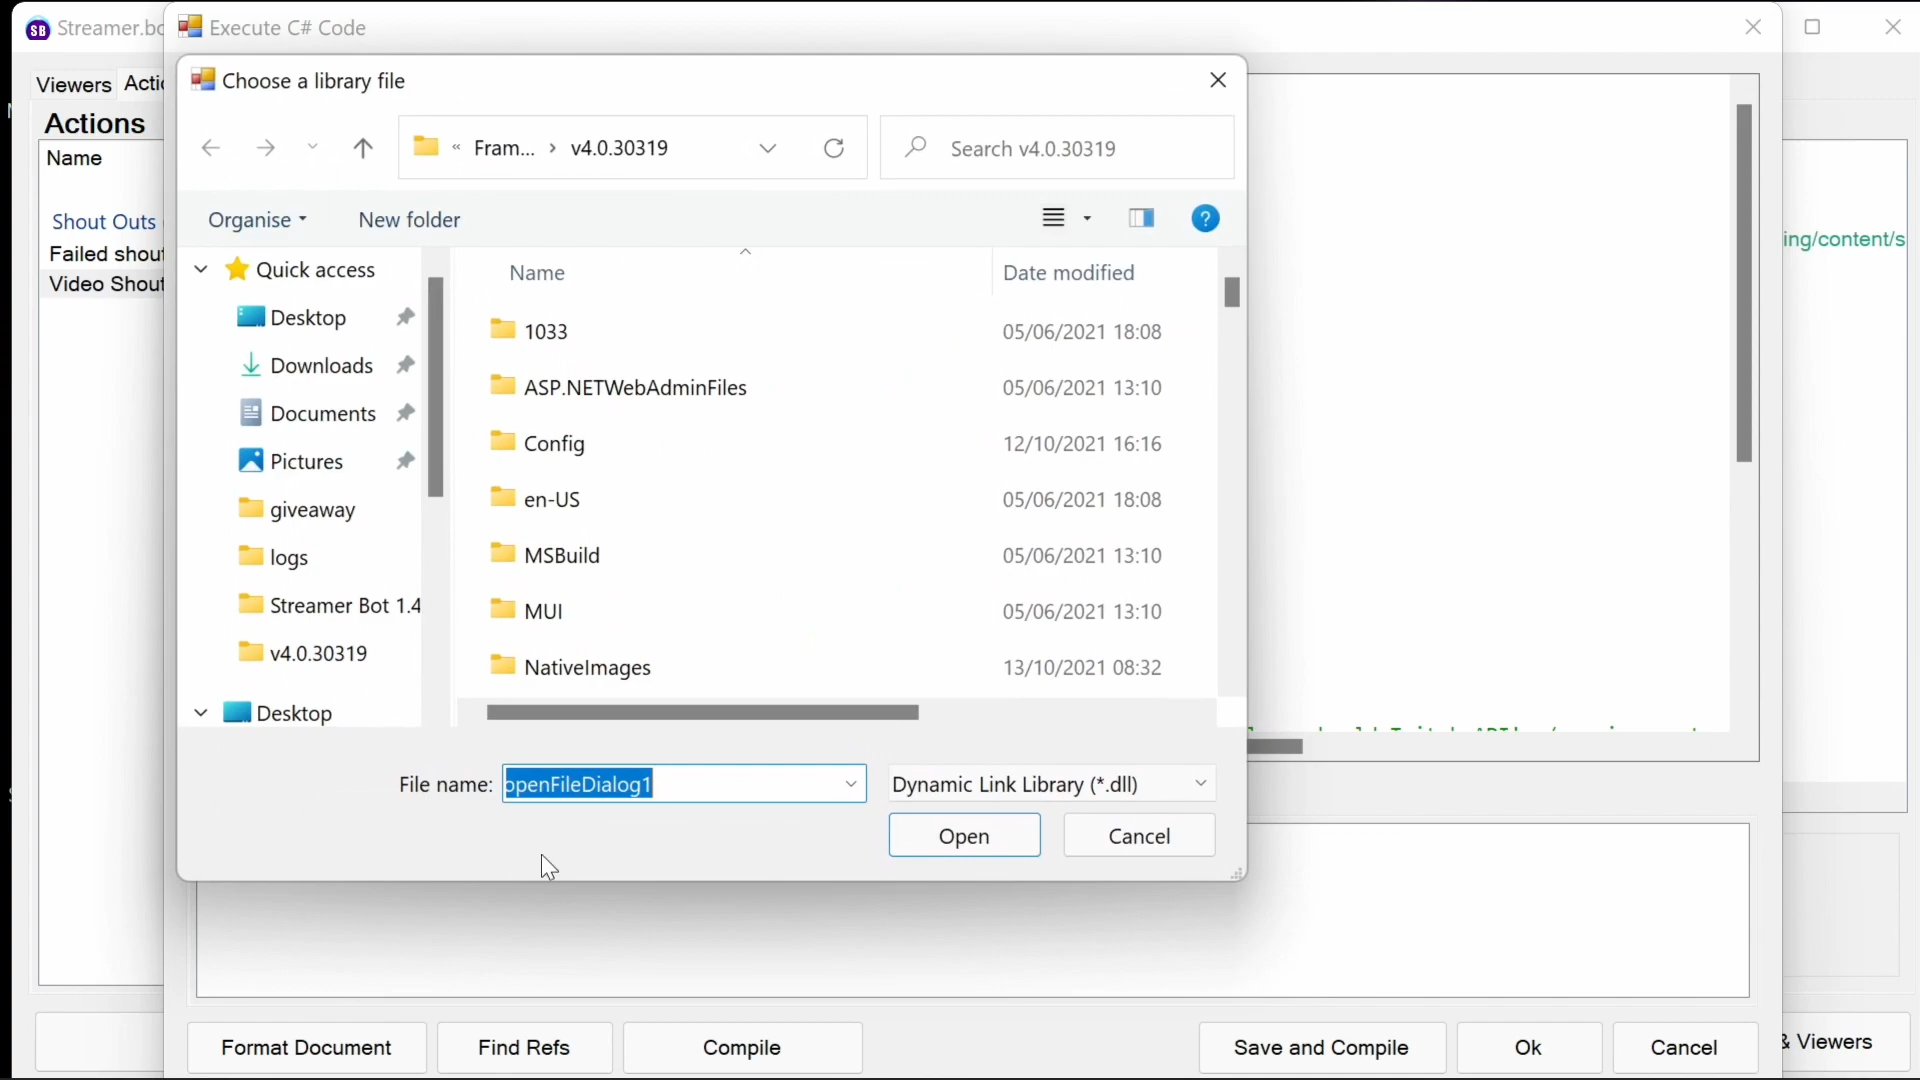 SB Streamer.bo
Execute C# Code
Viewers Actio
Choose a library file
Actions
Name
« Fram... › v4.0.30319
Search v4.0.30319
Shout Outs
Failed shout
Video Shout
Organise
New folder
?
ing/content/s
Quick access
Desktop
Downloads
Documents
Pictures
giveaway
logs
Streamer Bot 1.4
v4.0.30319
Desktop
Name Date modified
1033 05/06/2021 18:08
ASP.NETWebAdminFiles 05/06/2021 13:10
Config 12/10/2021 16:16
en-US 05/06/2021 18:08
MSBuild 05/06/2021 13:10
MUI 05/06/2021 13:10
NativeImages 13/10/2021 08:32
File name: openFileDialog1
Dynamic Link Library (*.dll)
Open
Cancel
Format Document
Find Refs
Compile
Save and Compile
Ok
Cancel
& Viewers